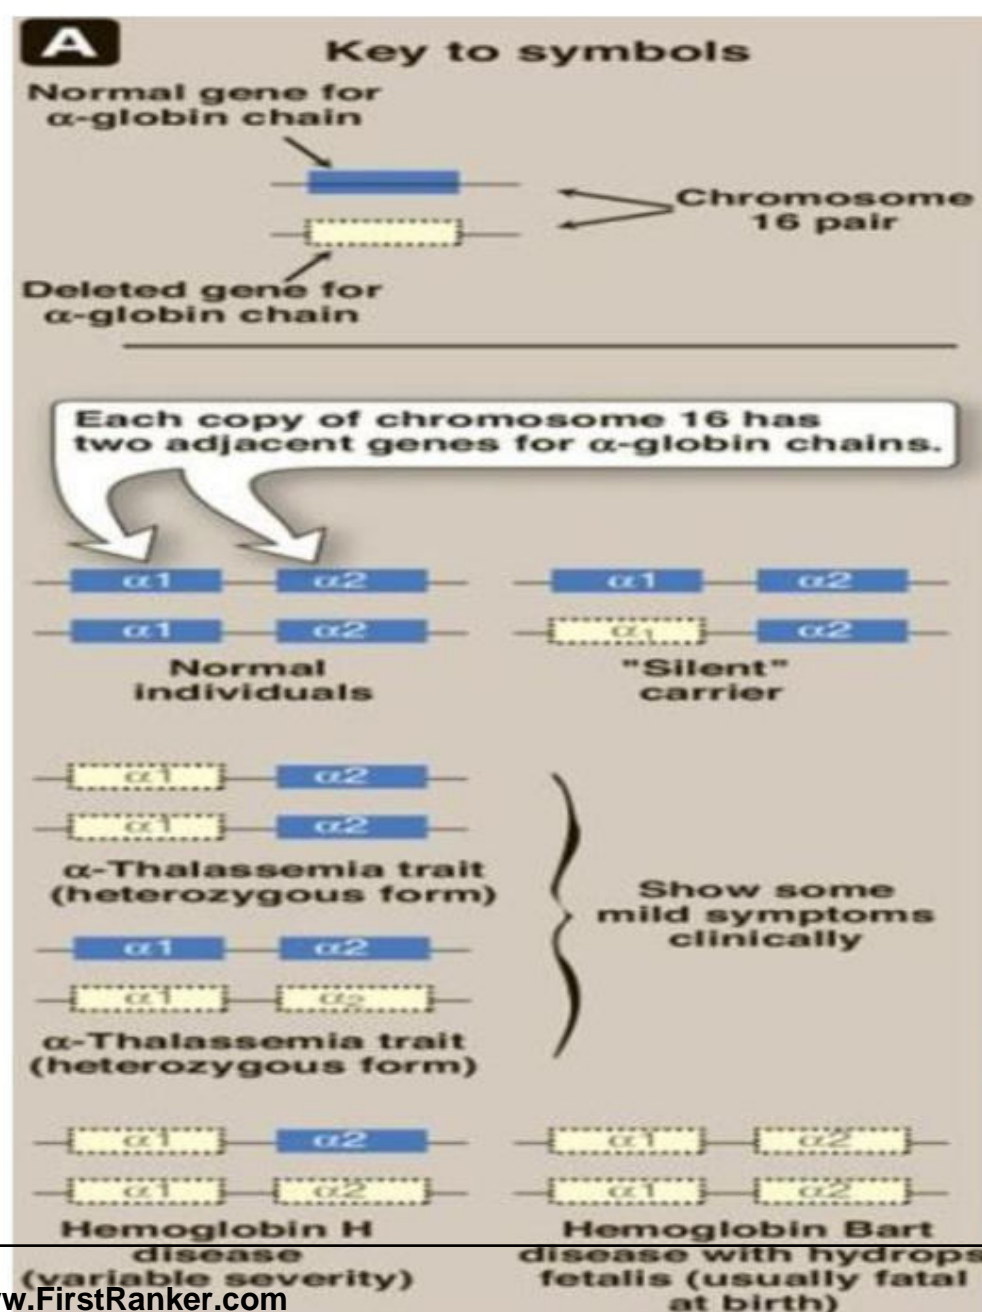 A
Key to symbols
Normal gene for
α-globin chain
Chromosome
16 pair
Deleted gene for
α-globin chain
Each copy of chromosome 16 has
two adjacent genes for α-globin chains.
α1 α2
α1 α2
Normal
individuals
α1 α2
α1 α2
"Silent"
carrier
α1 α2
α1 α2
α-Thalassemia trait
(heterozygous form)
α1 α2
α1 α2
α-Thalassemia trait
(heterozygous form)
Show some
mild symptoms
clinically
α1 α2
α1 α2
Hemoglobin H
disease
(variable severity)
α1 α2
α1 α2
Hemoglobin Bart
disease with hydrops
fetalis (usually fatal
at birth)
w.FirstRanker.com